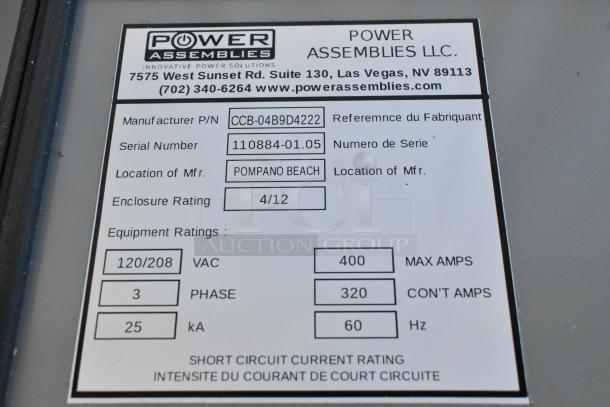 POWER
ASSEMBLIES
INNOVATIVE POWER SOLUTIONS
POWER
ASSEMBLIES LLC.
7575 West Sunset Rd. Suite 130, Las Vegas, NV 89113
(702) 340-6264 www.powerassemblies.com
Manufacturer P/N CCB-04B9D4222 Referemnce du Fabriquant
Serial Number 110884-01.05 Numero de Serie
Location of Mfr. POMPANO BEACH Location of Mfr.
Enclosure Rating 4/12
Equipment Ratings :
AUCTION GROUP
120/208 VAC 400 MAX AMPS
3 PHASE 320 CON'T AMPS
25 kA 60 Hz
SHORT CIRCUIT CURRENT RATING
INTENSITE DU COURANT DE COURT CIRCUITE